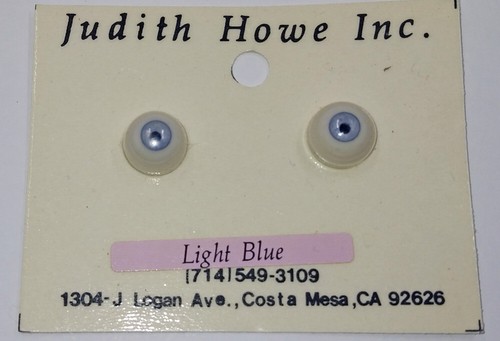 Judith Howe Inc.
Light Blue
(714)549-3109
1304-J Logan Ave.,Costa Mesa,CA 92626